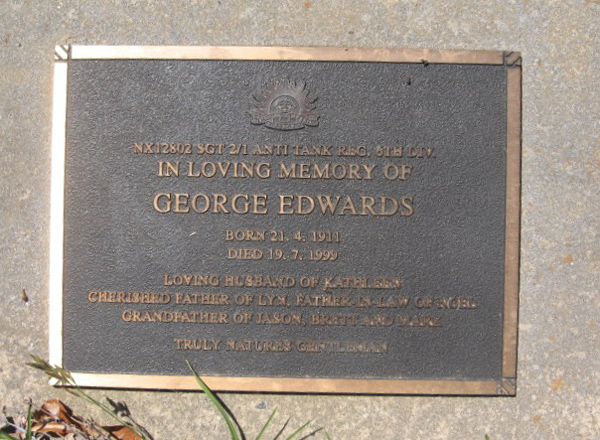 NX12802 SGT 2/1 ANTI TANK REG. 6TH DIV.
IN LOVING MEMORY OF
GEORGE EDWARDS
BORN 21. 4. 1911
DIED 19. 7. 1999
LOVING HUSBAND OF KATHLEEN
CHERISHED FATHER OF LYN, FATHER-IN-LAW OF NOEL
GRANDFATHER OF JASON, BRETT AND MARK
TRULY NATURES GENTLEMAN